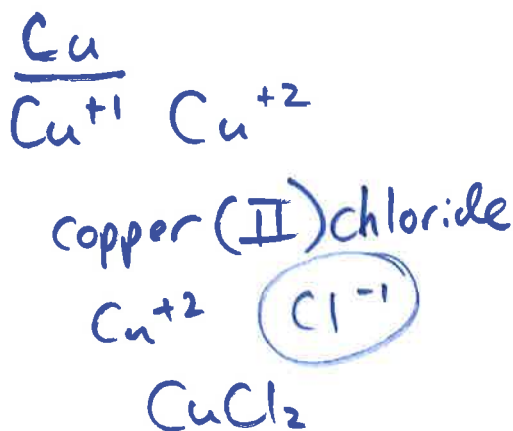 Cu
Cu⁺¹ Cu⁺²
copper (II) chloride
Cu⁺² Cl⁻¹
CuCl₂